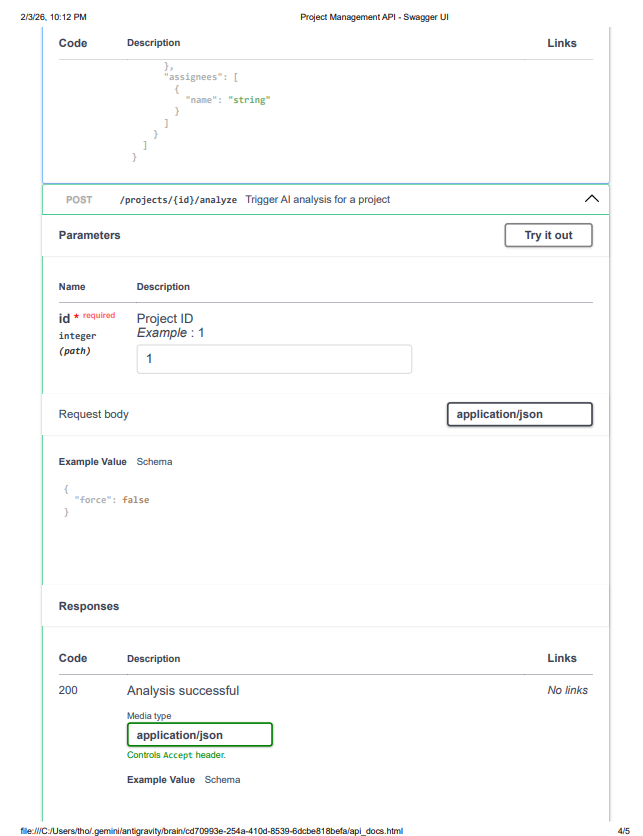 2/3/26, 10:12 PM Project Management API - Swagger UI
Code Description Links
},
"assignees": [
{
"name": "string"
}
]
}
]
}
POST /projects/{id}/analyze Trigger AI analysis for a project
Parameters Try it out
Name Description
id * required Project ID
integer Example : 1
(path)
1
Request body application/json
Example Value Schema
{
"force": false
}
Responses
Code Description Links
200 Analysis successful No links
Media type
application/json
Controls Accept header.
Example Value Schema
file:///C:/Users/tho/.gemini/antigravity/brain/cd70993e-254a-410d-8539-6dcbe818befa/api_docs.html 4/5